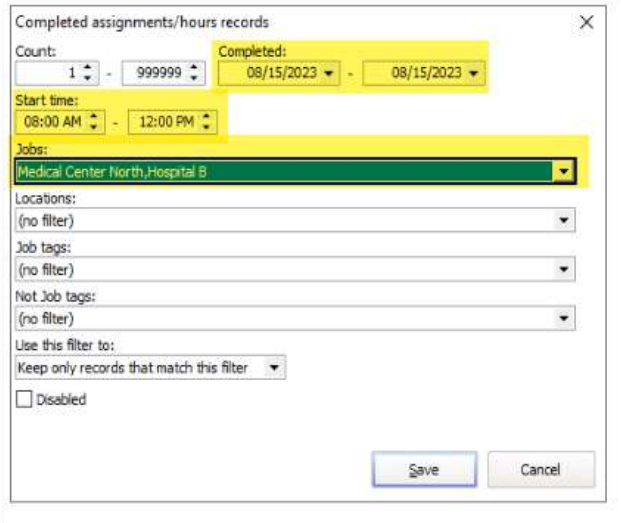 Completed assignments/hours records
Count: Completed:
1 - 999999 08/15/2023 - 08/15/2023
Start time:
08:00 AM - 12:00 PM
Jobs:
Medical Center North,Hospital B
Locations:
(no filter)
Job tags:
(no filter)
Not Job tags:
(no filter)
Use this filter to:
Keep only records that match this filter
Disabled
Save Cancel